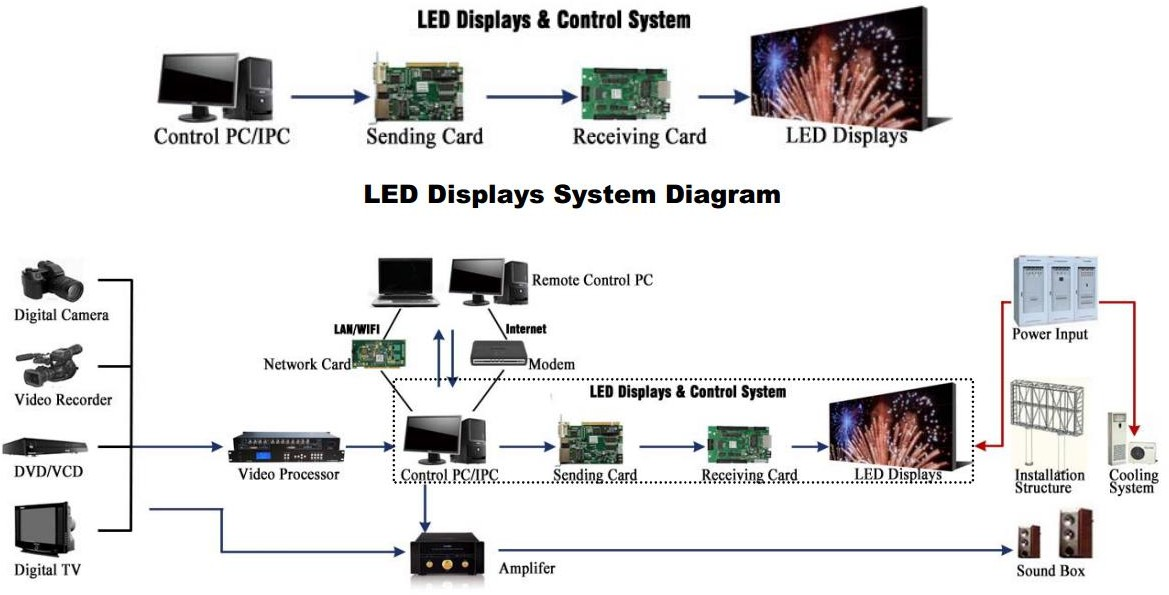 LED Displays & Control System
Control PC/IPC
Sending Card
Receiving Card
LED Displays
LED Displays System Diagram
Digital Camera
Video Recorder
DVD/VCD
Digital TV
Remote Control PC
LAN/WIFI
Internet
Network Card
Modem
LED Displays & Control System
Video Processor
Control PC/IPC
Sending Card
Receiving Card
LED Displays
Power Input
Installation
Structure
Cooling
System
Amplifer
Sound Box